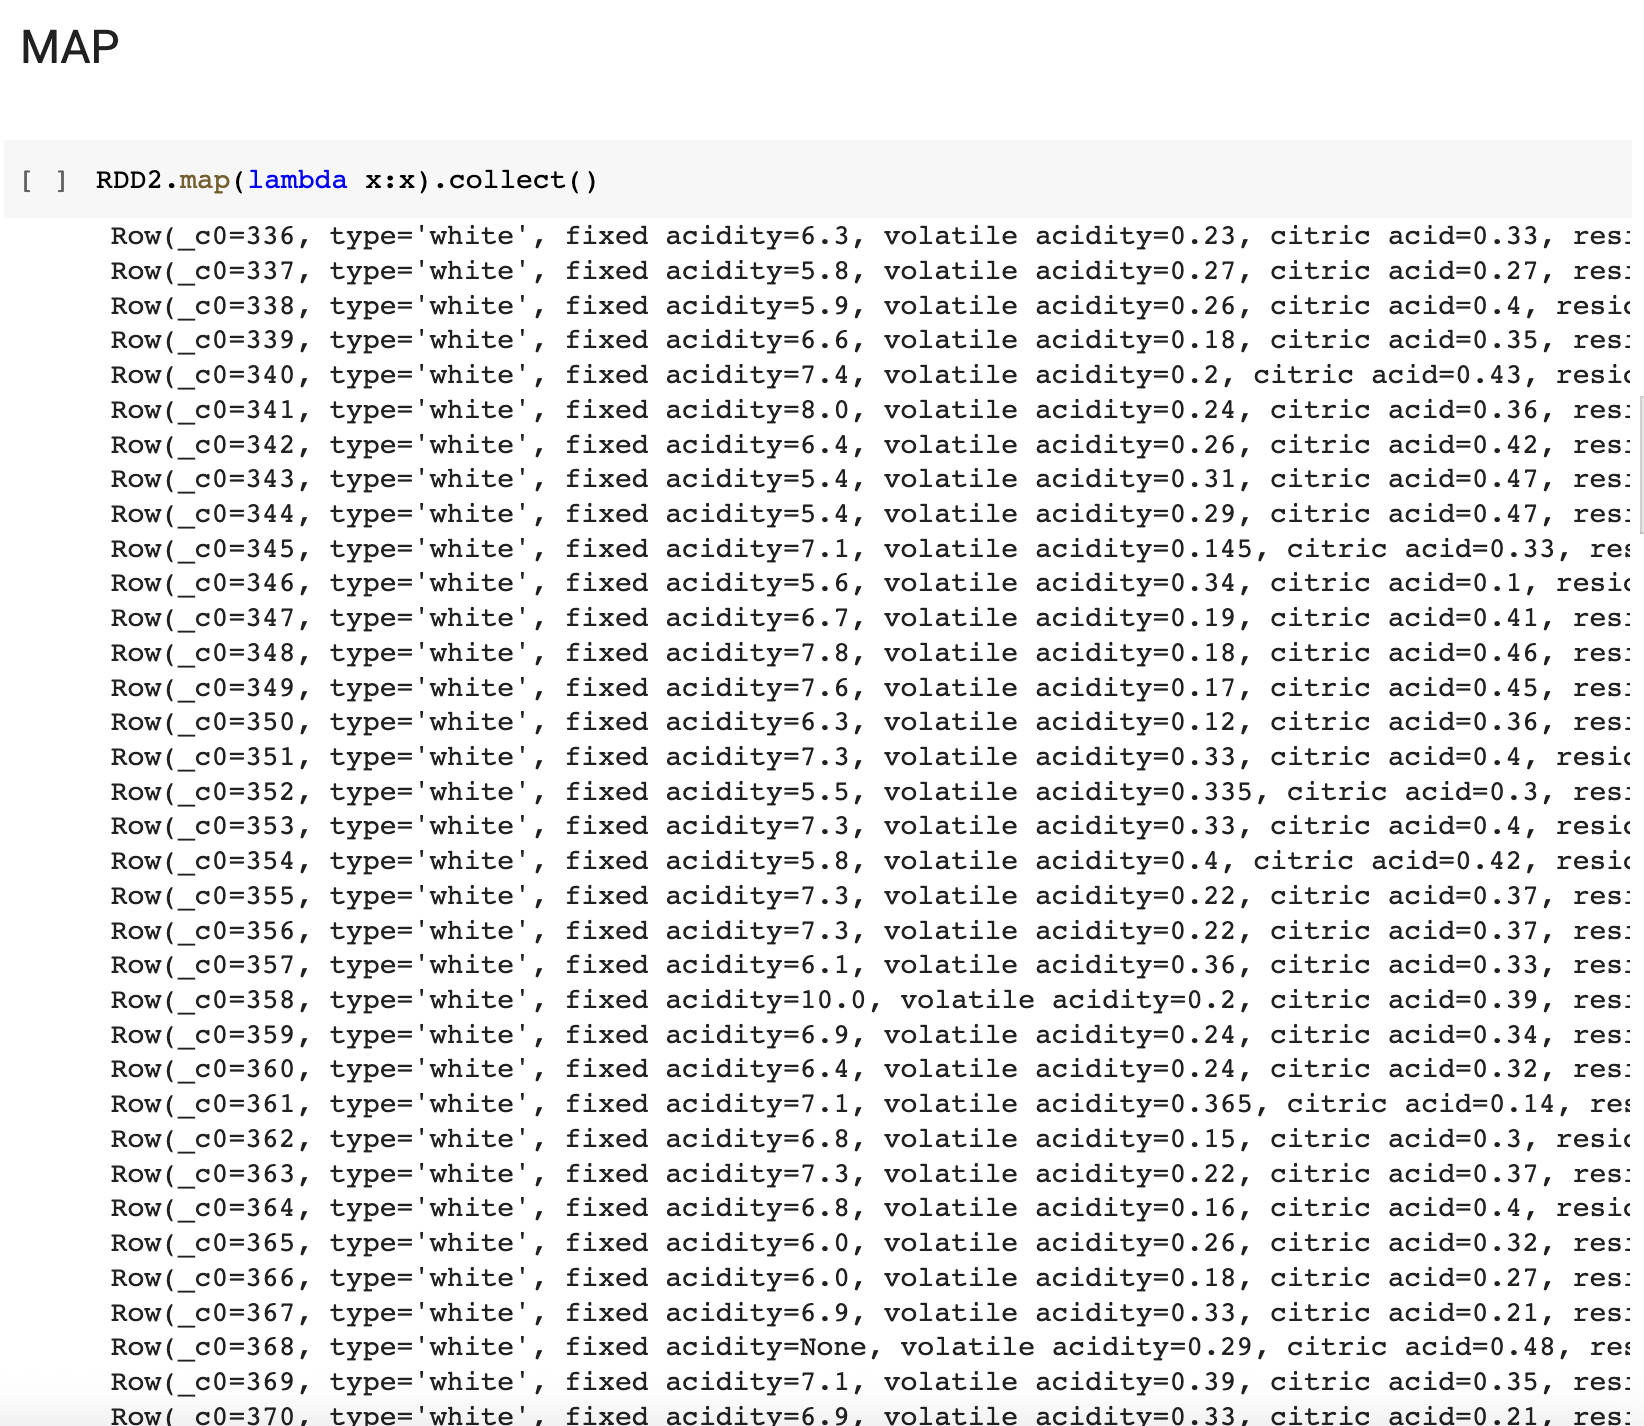 MAP
[ ] RDD2.map(lambda x:x).collect()
Row(_c0=336, type='white', fixed acidity=6.3, volatile acidity=0.23, citric acid=0.33,
Row(_c0=337, type='white', fixed acidity=5.8, volatile acidity=0.27, citric acid=0.27,
Row(_c0=338, type='white', fixed acidity=5.9, volatile acidity=0.26, citric acid=0.4,
Row(_c0=339, type='white', fixed acidity=6.6, volatile acidity=0.18, citric acid=0.35,
Row(_c0=340, type='white', fixed acidity=7.4, volatile acidity=0.2, citric acid=0.43,
Row(_c0=341, type='white', fixed acidity=8.0, volatile acidity=0.24, citric acid=0.36,
Row(_c0=342, type='white', fixed acidity=6.4, volatile acidity=0.26, citric acid=0.42,
Row(_c0=343, type='white', fixed acidity=5.4, volatile acidity=0.31, citric acid=0.47,
Row(_c0=344, type='white', fixed acidity=5.4, volatile acidity=0.29, citric acid=0.47,
Row(_c0=345, type='white', fixed acidity=7.1, volatile acidity=0.145, citric acid=0.33,
Row(_c0=346, type='white', fixed acidity=5.6, volatile acidity=0.34, citric acid=0.1,
Row(_c0=347, type='white', fixed acidity=6.7, volatile acidity=0.19, citric acid=0.41,
Row(_c0=348, type='white', fixed acidity=7.8, volatile acidity=0.18, citric acid=0.46,
Row(_c0=349, type='white', fixed acidity=7.6, volatile acidity=0.17, citric acid=0.45,
Row(_c0=350, type='white', fixed acidity=6.3, volatile acidity=0.12, citric acid=0.36,
Row(_c0=351, type='white', fixed acidity=7.3, volatile acidity=0.33, citric acid=0.4,
Row(_c0=352, type='white', fixed acidity=5.5, volatile acidity=0.335, citric acid=0.3,
Row(_c0=353, type='white', fixed acidity=7.3, volatile acidity=0.33, citric acid=0.4,
Row(_c0=354, type='white', fixed acidity=5.8, volatile acidity=0.4, citric acid=0.42,
Row(_c0=355, type='white', fixed acidity=7.3, volatile acidity=0.22, citric acid=0.37,
Row(_c0=356, type='white', fixed acidity=7.3, volatile acidity=0.22, citric acid=0.37,
Row(_c0=357, type='white', fixed acidity=6.1, volatile acidity=0.36, citric acid=0.33,
Row(_c0=358, type='white', fixed acidity=10.0, volatile acidity=0.2, citric acid=0.39,
Row(_c0=359, type='white', fixed acidity=6.9, volatile acidity=0.24, citric acid=0.34,
Row(_c0=360, type='white', fixed acidity=6.4, volatile acidity=0.24, citric acid=0.32,
Row(_c0=361, type='white', fixed acidity=7.1, volatile acidity=0.365, citric acid=0.14,
Row(_c0=362, type='white', fixed acidity=6.8, volatile acidity=0.15, citric acid=0.3,
Row(_c0=363, type='white', fixed acidity=7.3, volatile acidity=0.22, citric acid=0.37,
Row(_c0=364, type='white', fixed acidity=6.8, volatile acidity=0.16, citric acid=0.4,
Row(_c0=365, type='white', fixed acidity=6.0, volatile acidity=0.26, citric acid=0.32,
Row(_c0=366, type='white', fixed acidity=6.0, volatile acidity=0.18, citric acid=0.27,
Row(_c0=367, type='white', fixed acidity=6.9, volatile acidity=0.33, citric acid=0.21,
Row(_c0=368, type='white', fixed acidity=None, volatile acidity=0.29, citric acid=0.48,
Row(_c0=369, type='white', fixed acidity=7.1, volatile acidity=0.39, citric acid=0.35,
Row(_c0=370, type='white', fixed acidity=6.9, volatile acidity=0.33, citric acid=0.21,